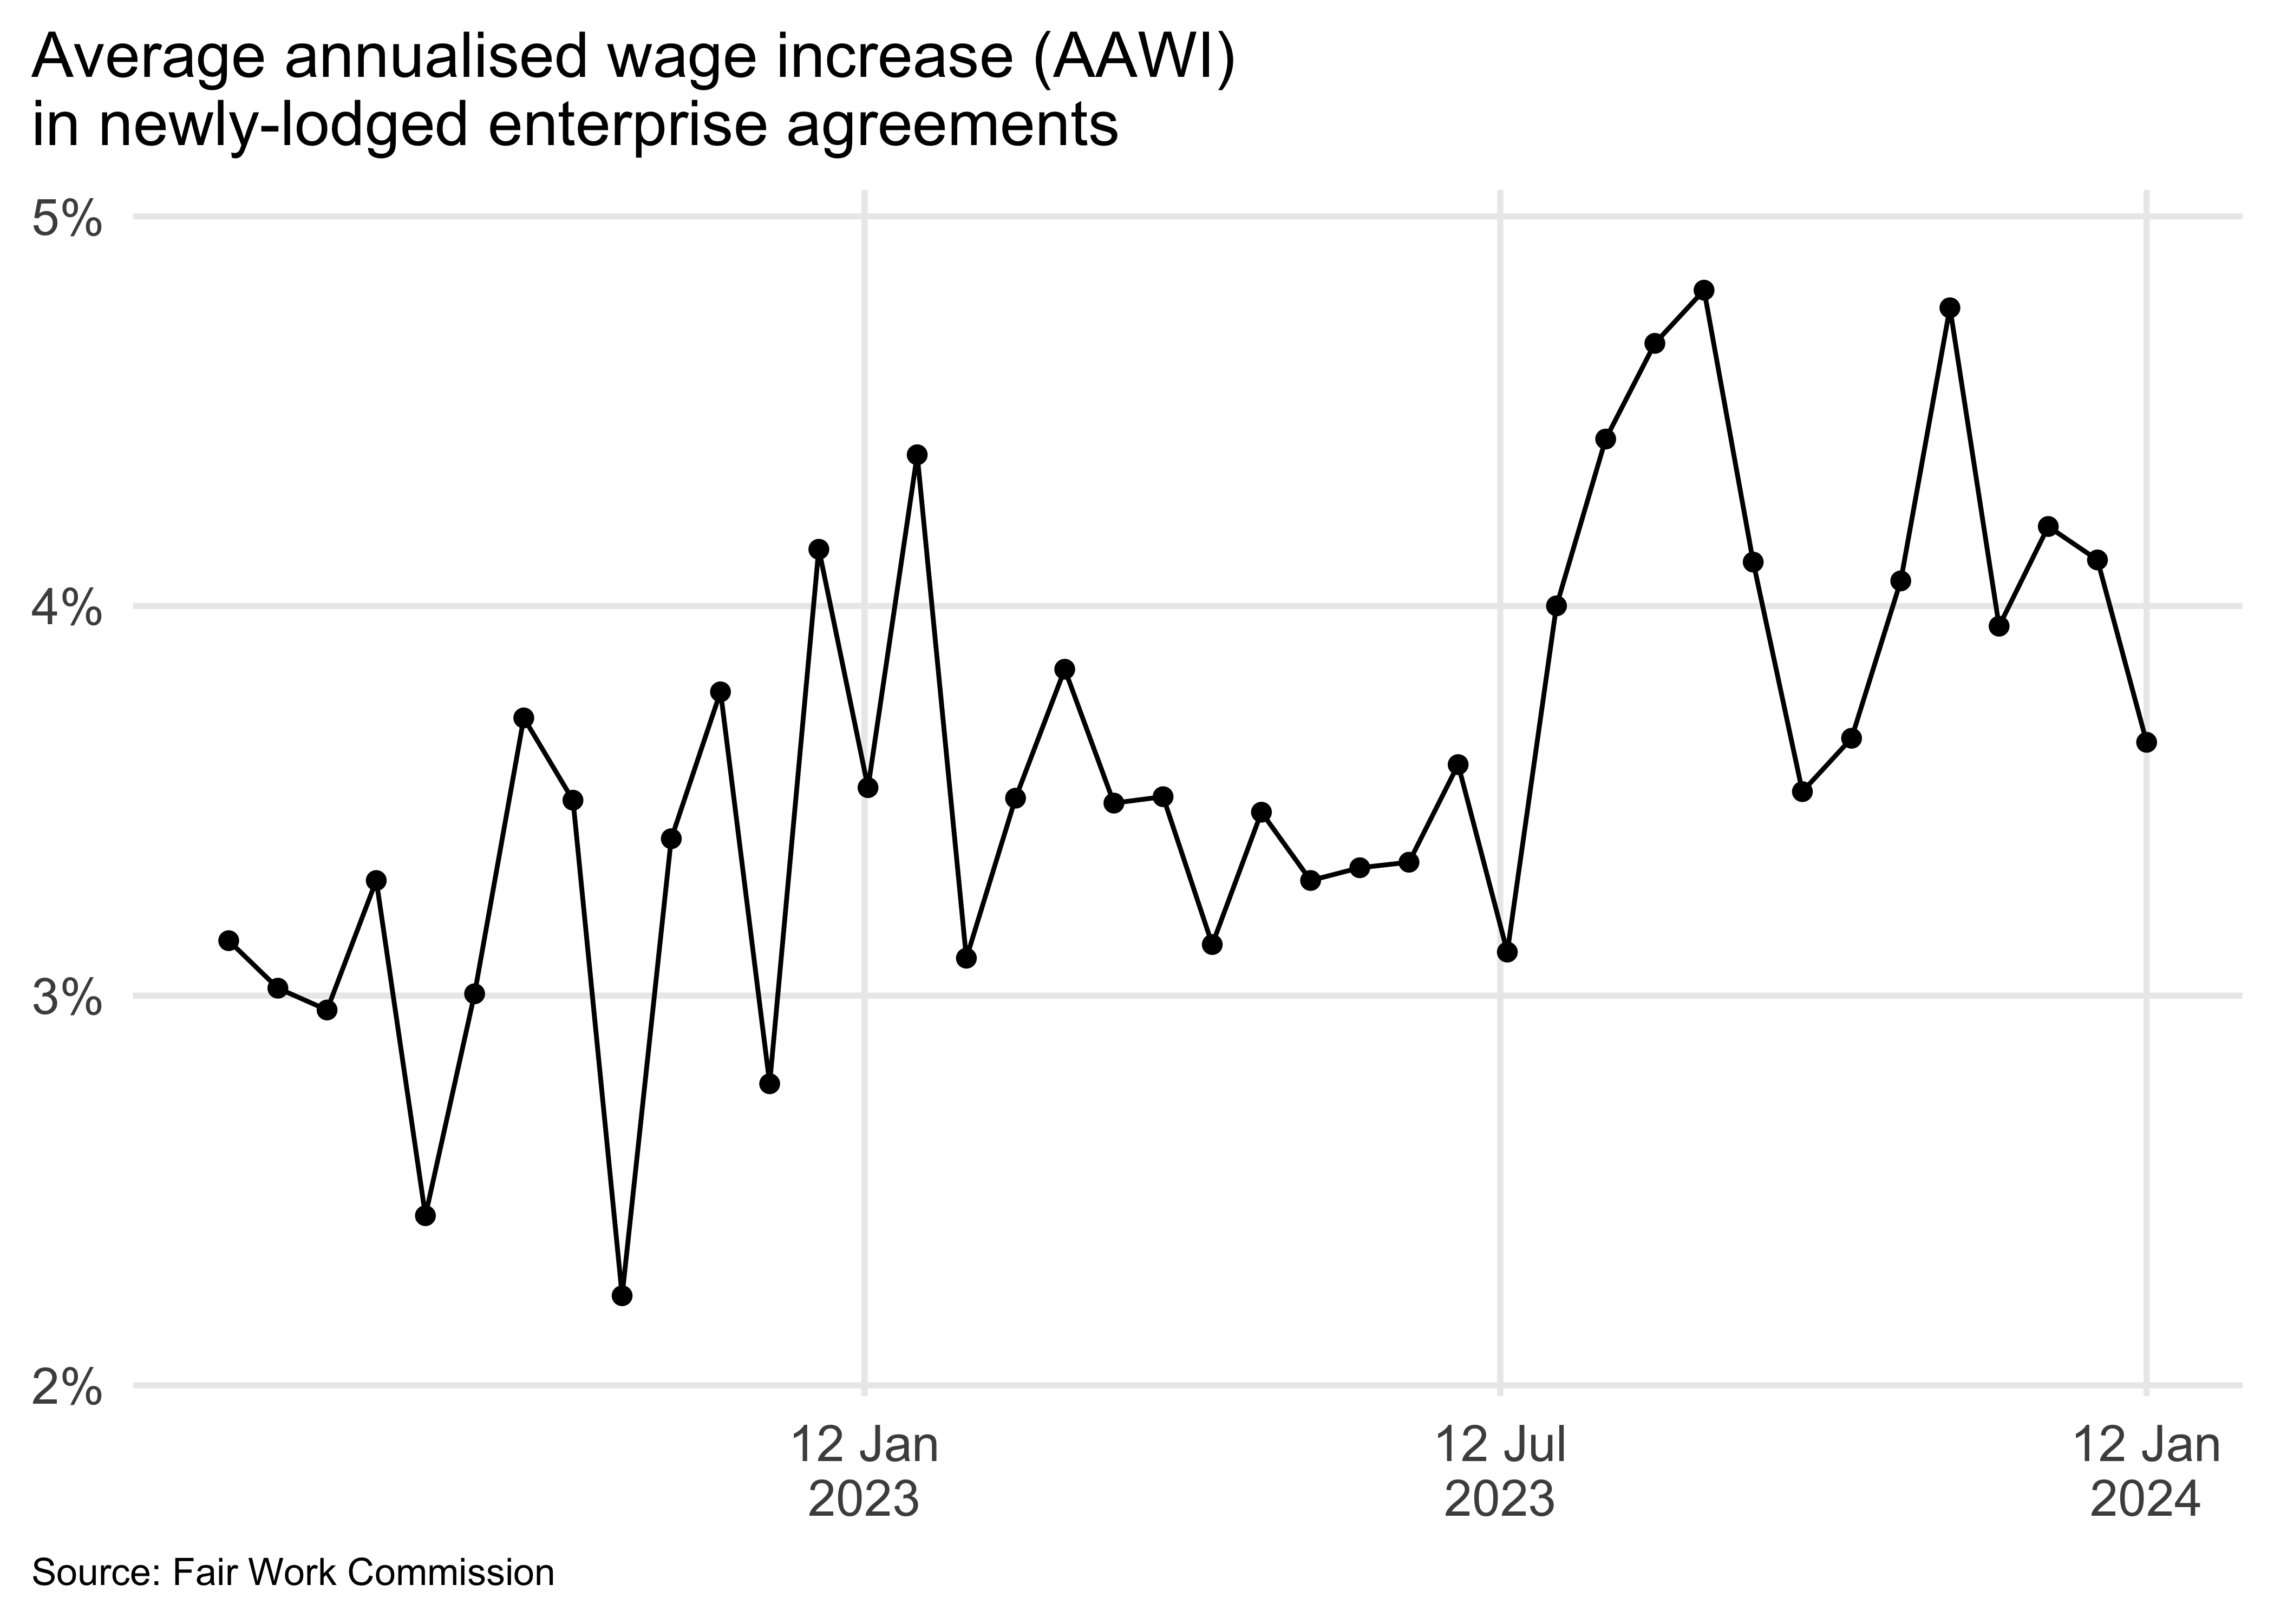 Average annualised wage increase (AAWI)
in newly-lodged enterprise agreements
5%
4%
3%
2%
12 Jan
2023
12 Jul
2023
12 Jan
2024
Source: Fair Work Commission